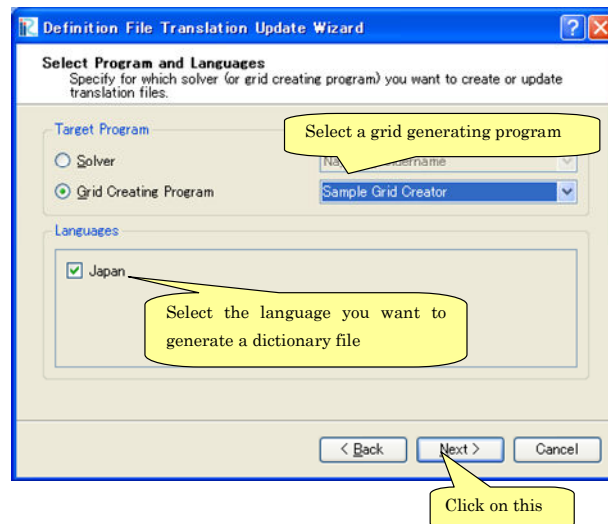 Definition File Translation Update Wizard
Select Program and Languages
Specify for which solver (or grid creating program) you want to create or update
translation files.
Target Program
Select a grid generating program
Solver
Grid Creating Program
Sample Grid Creator
Languages
Japan
Select the language you want to
generate a dictionary file
< Back
Next >
Cancel
Click on this